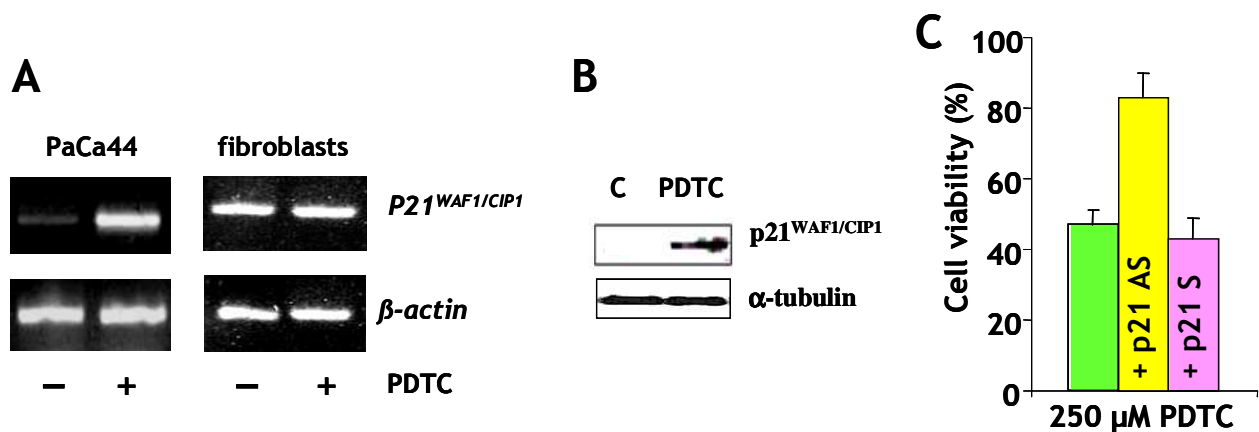 A
PaCa44 fibroblasts
P21WAF1/CIP1
ß-actin
− + − + PDTC
B
C PDTC
p21WAF1/CIP1
α-tubulin
C
Cell viability (%)
100
80
60
40
20
0
+ p21 AS
+ p21 S
250 µM PDTC